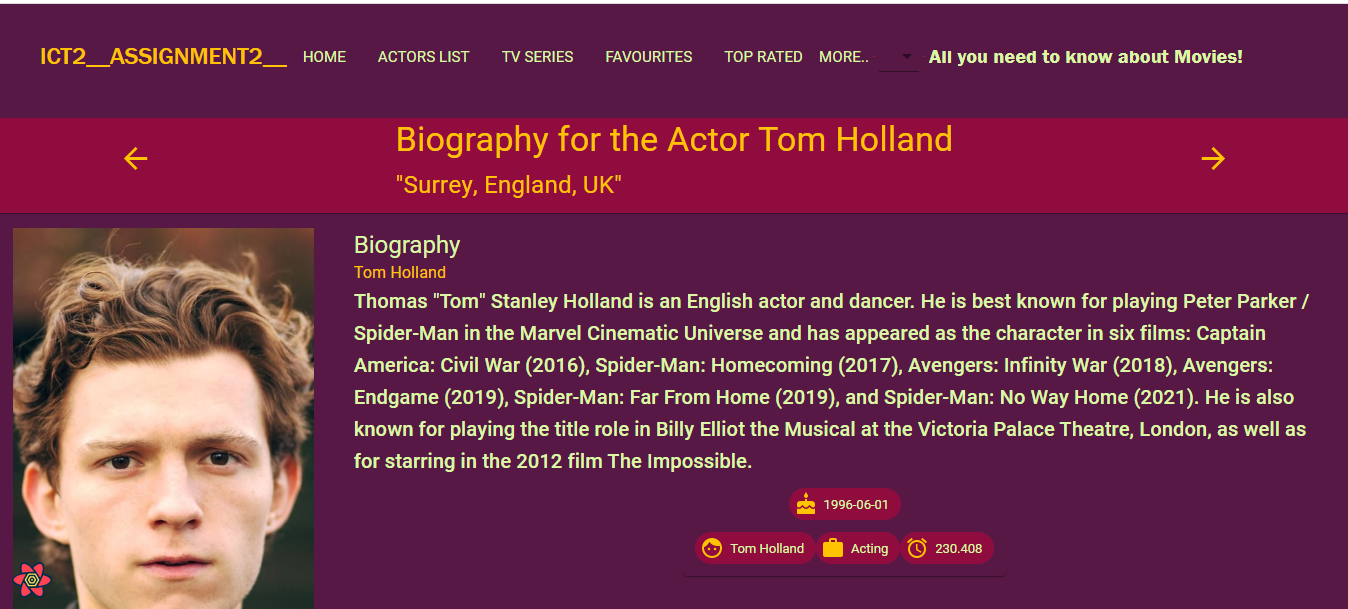 ICT2__ASSIGNMENT2__ HOME ACTORS LIST TV SERIES FAVOURITES TOP RATED MORE.. All you need to know about Movies!
Biography for the Actor Tom Holland
"Surrey, England, UK"
Biography
Tom Holland
Thomas "Tom" Stanley Holland is an English actor and dancer. He is best known for playing Peter Parker /
Spider-Man in the Marvel Cinematic Universe and has appeared as the character in six films: Captain
America: Civil War (2016), Spider-Man: Homecoming (2017), Avengers: Infinity War (2018), Avengers:
Endgame (2019), Spider-Man: Far From Home (2019), and Spider-Man: No Way Home (2021). He is also
known for playing the title role in Billy Elliot the Musical at the Victoria Palace Theatre, London, as well as
for starring in the 2012 film The Impossible.
1996-06-01
Tom Holland Acting 230.408